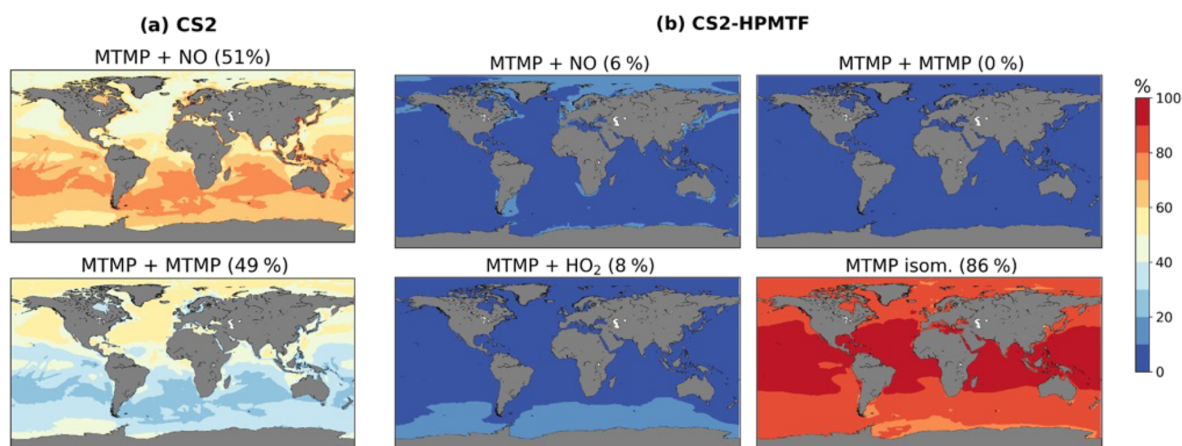 (a) CS2
(b) CS2-HPMTF
MTMP + NO (51%)
MTMP + NO (6 %)
MTMP + MTMP (0 %)
MTMP + MTMP (49 %)
MTMP + HO₂ (8 %)
MTMP isom. (86 %)
%
100
80
60
40
20
0